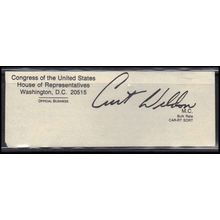 Congress of the United States
House of Representatives
Washington, D.C. 20515
OFFICIAL BUSINESS
Curt Weldon
M.C.
Bulk Rate
CAR-RT SORT